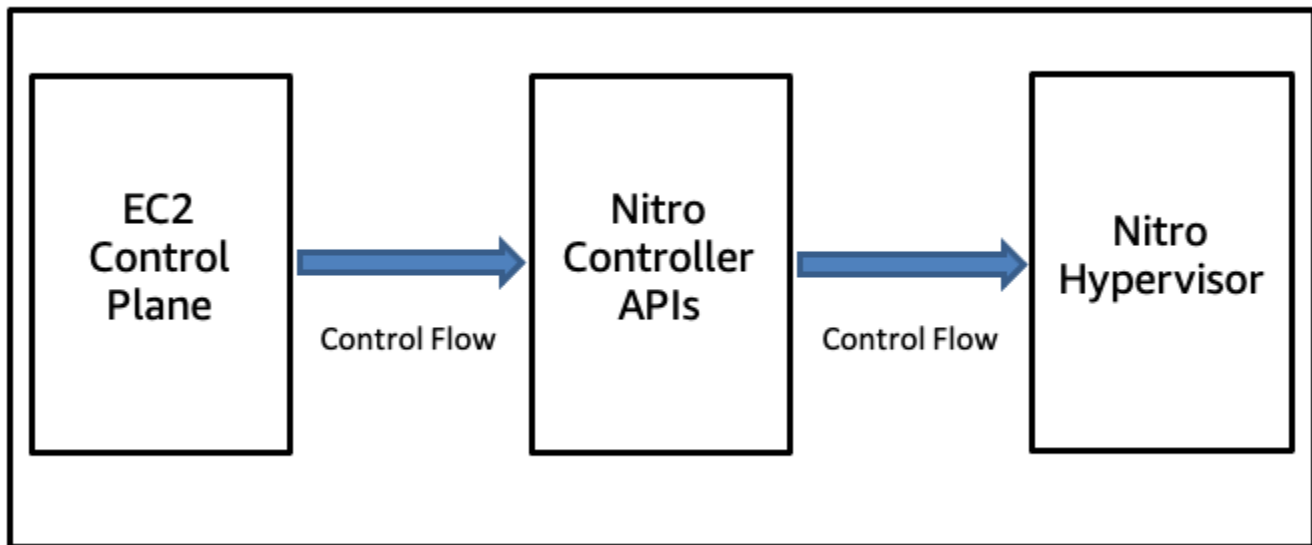 EC2
Control
Plane
Control Flow
Nitro
Controller
APIs
Control Flow
Nitro
Hypervisor